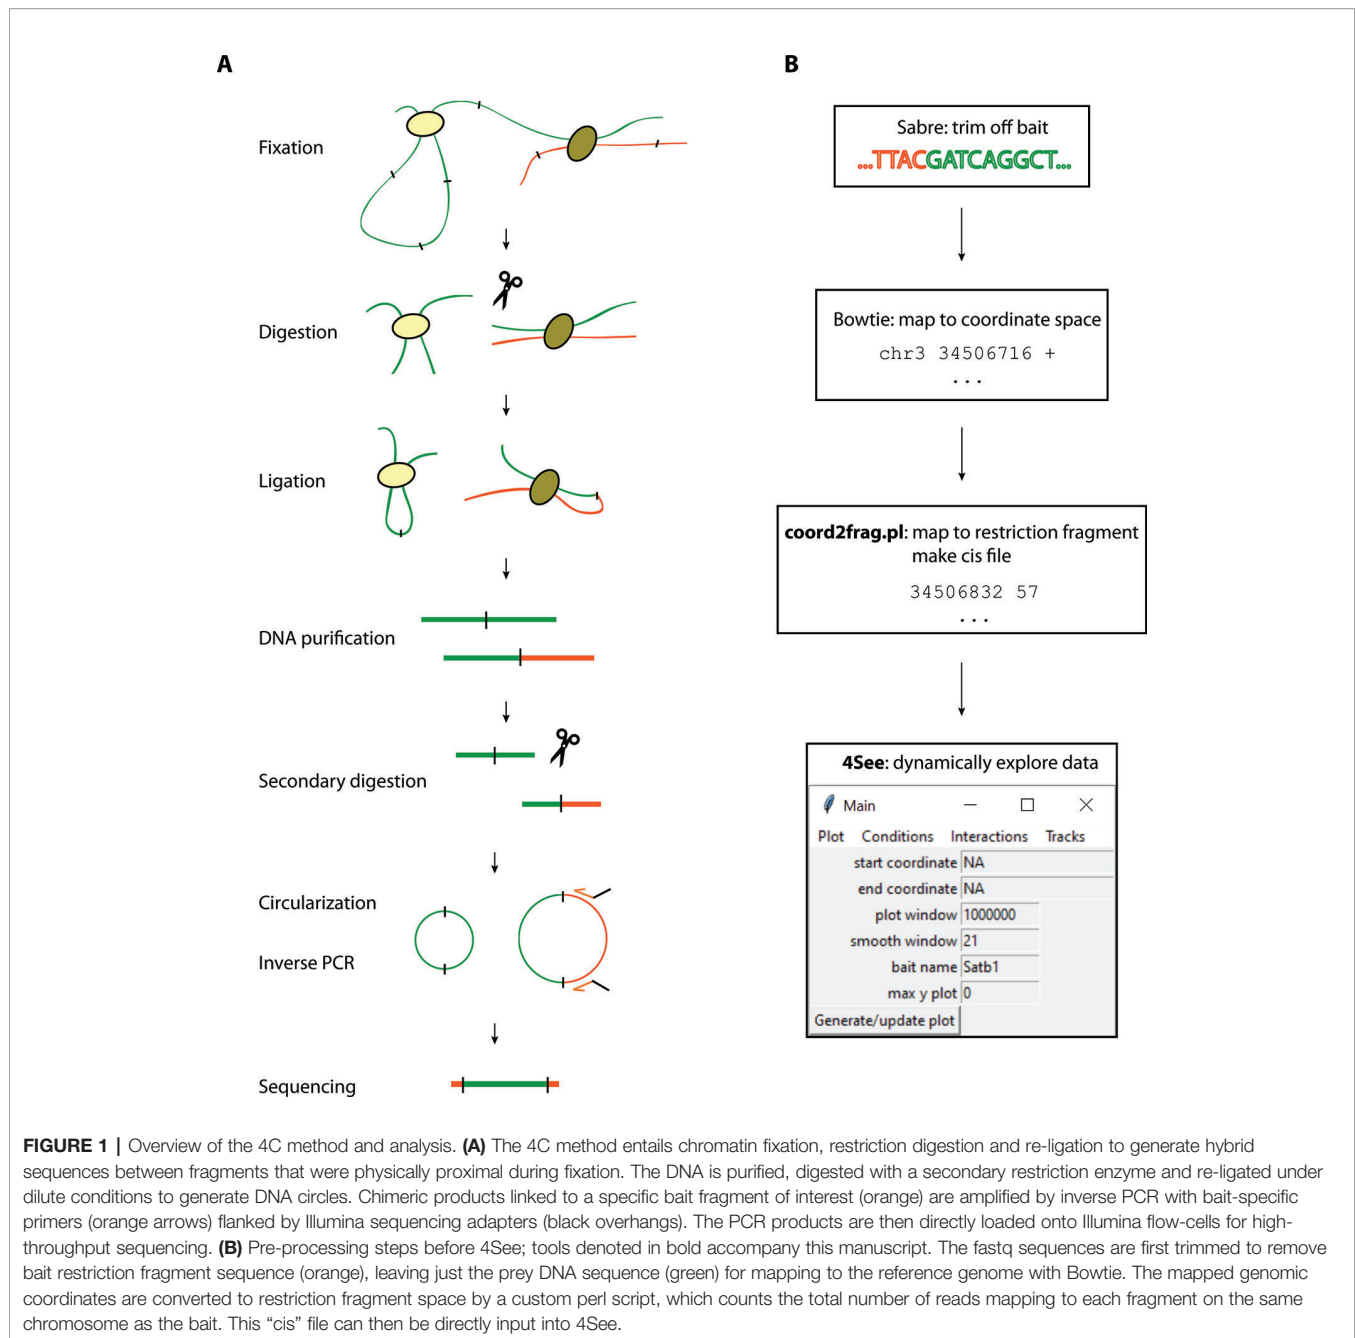 A
Fixation
Digestion
Ligation
DNA purification
Secondary digestion
Circularization
Inverse PCR
Sequencing
B
Sabre: trim off bait
...TTACGATCAGGCT...
Bowtie: map to coordinate space
chr3 34506716 +
...
coord2frag.pl: map to restriction fragment
make cis file
34506832 57
...
4See: dynamically explore data
Main
Plot Conditions Interactions Tracks
start coordinate NA
end coordinate NA
plot window 1000000
smooth window 21
bait name Satb1
max y plot 0
Generate/update plot
FIGURE 1 | Overview of the 4C method and analysis. (A) The 4C method entails chromatin fixation, restriction digestion and re-ligation to generate hybrid
sequences between fragments that were physically proximal during fixation. The DNA is purified, digested with a secondary restriction enzyme and re-ligated under
dilute conditions to generate DNA circles. Chimeric products linked to a specific bait fragment of interest (orange) are amplified by inverse PCR with bait-specific
primers (orange arrows) flanked by Illumina sequencing adapters (black overhangs). The PCR products are then directly loaded onto Illumina flow-cells for high-
throughput sequencing. (B) Pre-processing steps before 4See; tools denoted in bold accompany this manuscript. The fastq sequences are first trimmed to remove
bait restriction fragment sequence (orange), leaving just the prey DNA sequence (green) for mapping to the reference genome with Bowtie. The mapped genomic
coordinates are converted to restriction fragment space by a custom perl script, which counts the total number of reads mapping to each fragment on the same
chromosome as the bait. This “cis” file can then be directly input into 4See.